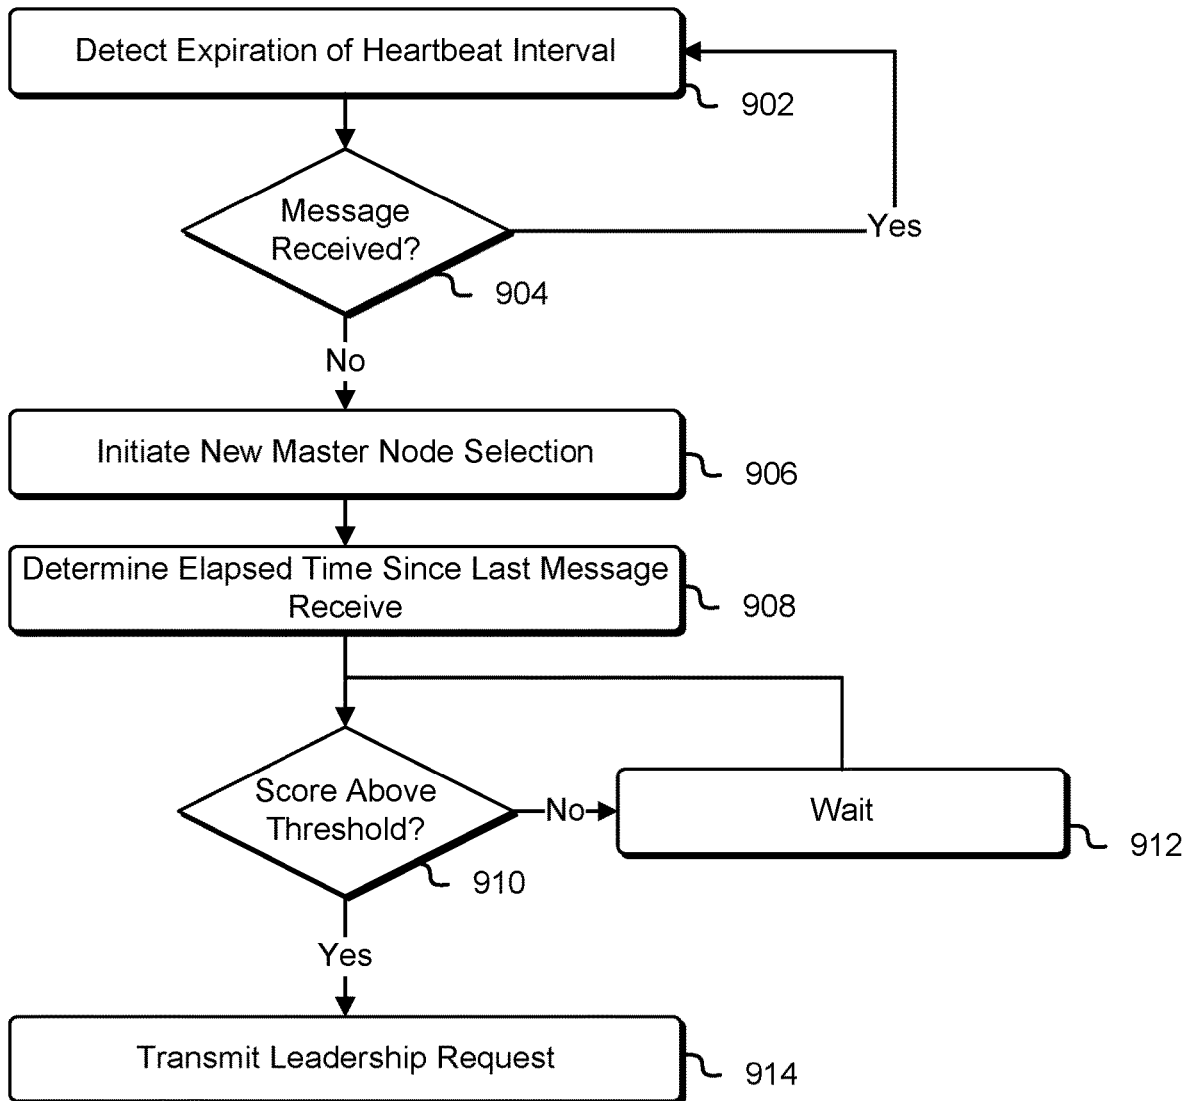 Detect Expiration of Heartbeat Interval
902
Message
Received?
Yes
904
No
Initiate New Master Node Selection
906
Determine Elapsed Time Since Last Message
Receive
908
Score Above
Threshold?
No
Wait
912
910
Yes
Transmit Leadership Request
914